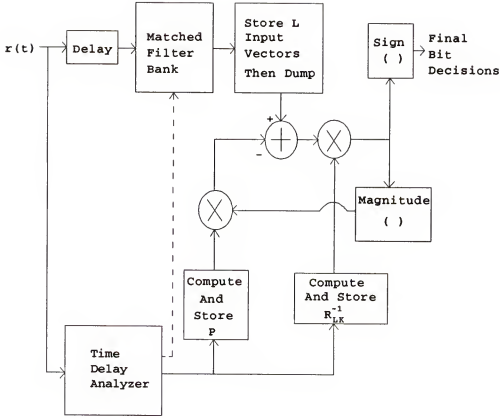 r(t)
Delay
Matched
Filter
Bank
Store L
Input
Vectors
Then Dump
Sign
( )
Final
Bit
Decisions
+
-
Magnitude
( )
Compute
And
Store
P
Compute
And Store
R_{LK}^{-1}
Time
Delay
Analyzer